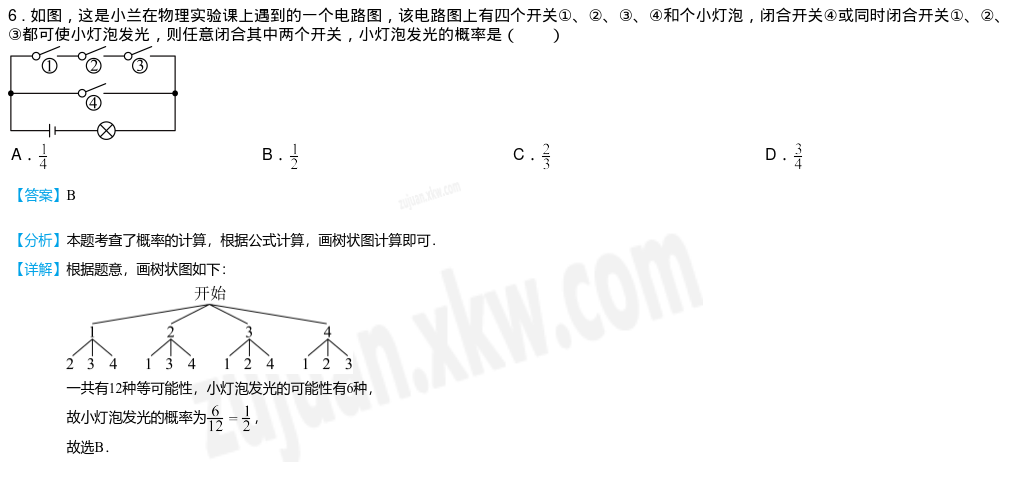 6．如图，这是小兰在物理实验课上遇到的一个电路图，该电路图上有四个开关①、②、③、④和个小灯泡，闭合开关④或同时闭合开关①、②、
③都可使小灯泡发光，则任意闭合其中两个开关，小灯泡发光的概率是（　　）
① ② ③
④
A．1/4 B．1/2 C．2/3 D．3/4
【答案】B
zujuan.xkw.com
【分析】本题考查了概率的计算，根据公式计算，画树状图计算即可．
【详解】根据题意，画树状图如下：
开始
1 2 3 4
2 3 4 1 3 4 1 2 4 1 2 3
一共有12种等可能性，小灯泡发光的可能性有6种，
故小灯泡发光的概率为6/12=1/2，
故选B．
zujuan.xkw.com